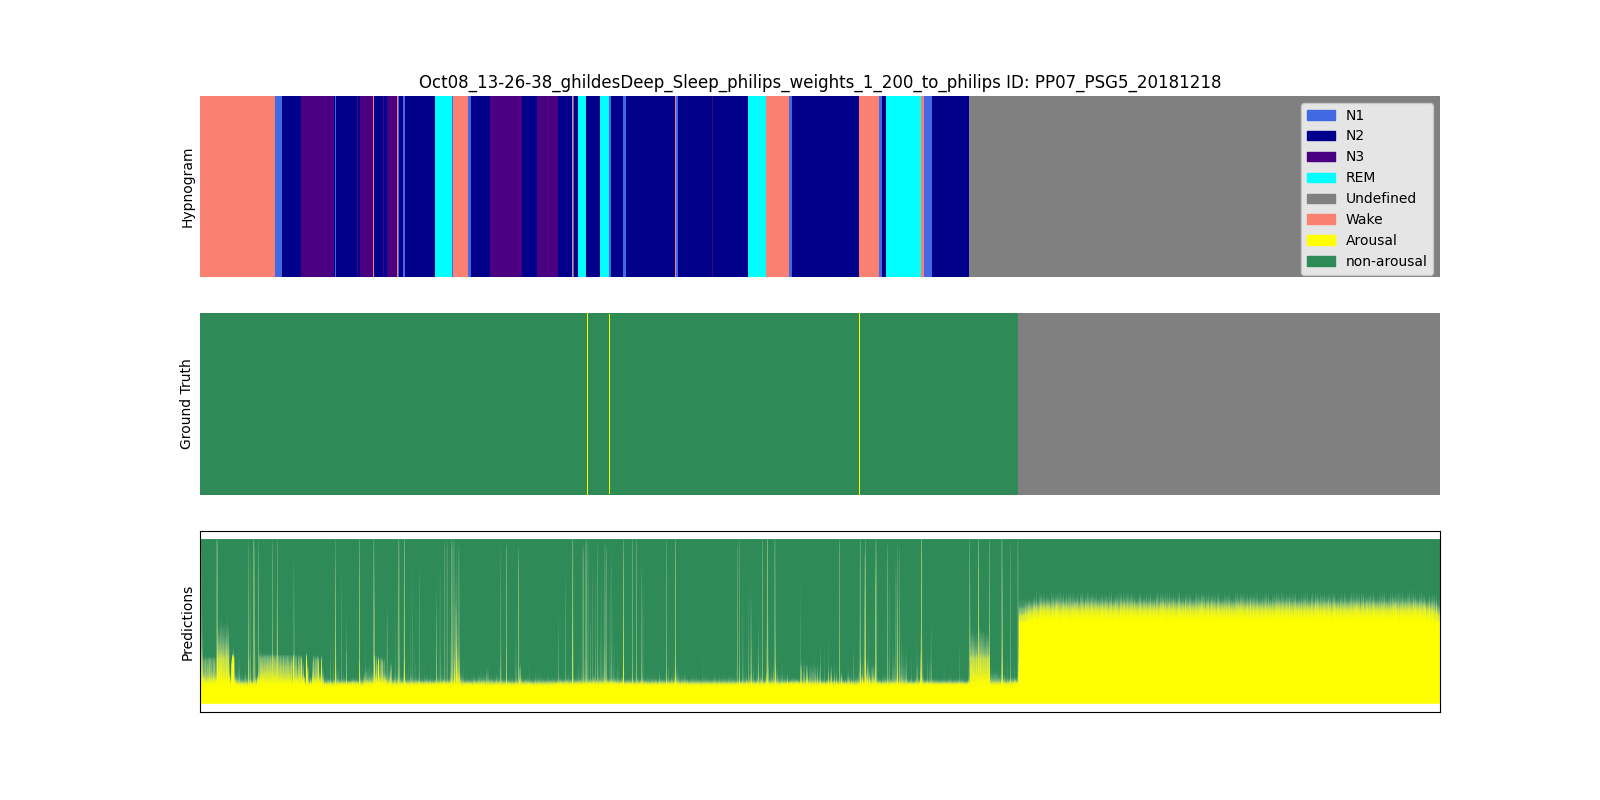 Oct08_13-26-38_ghildesDeep_Sleep_philips_weights_1_200_to_philips ID: PP07_PSG5_20181218
Hypnogram
N1
N2
N3
REM
Undefined
Wake
Arousal
non-arousal
Ground Truth
Predictions